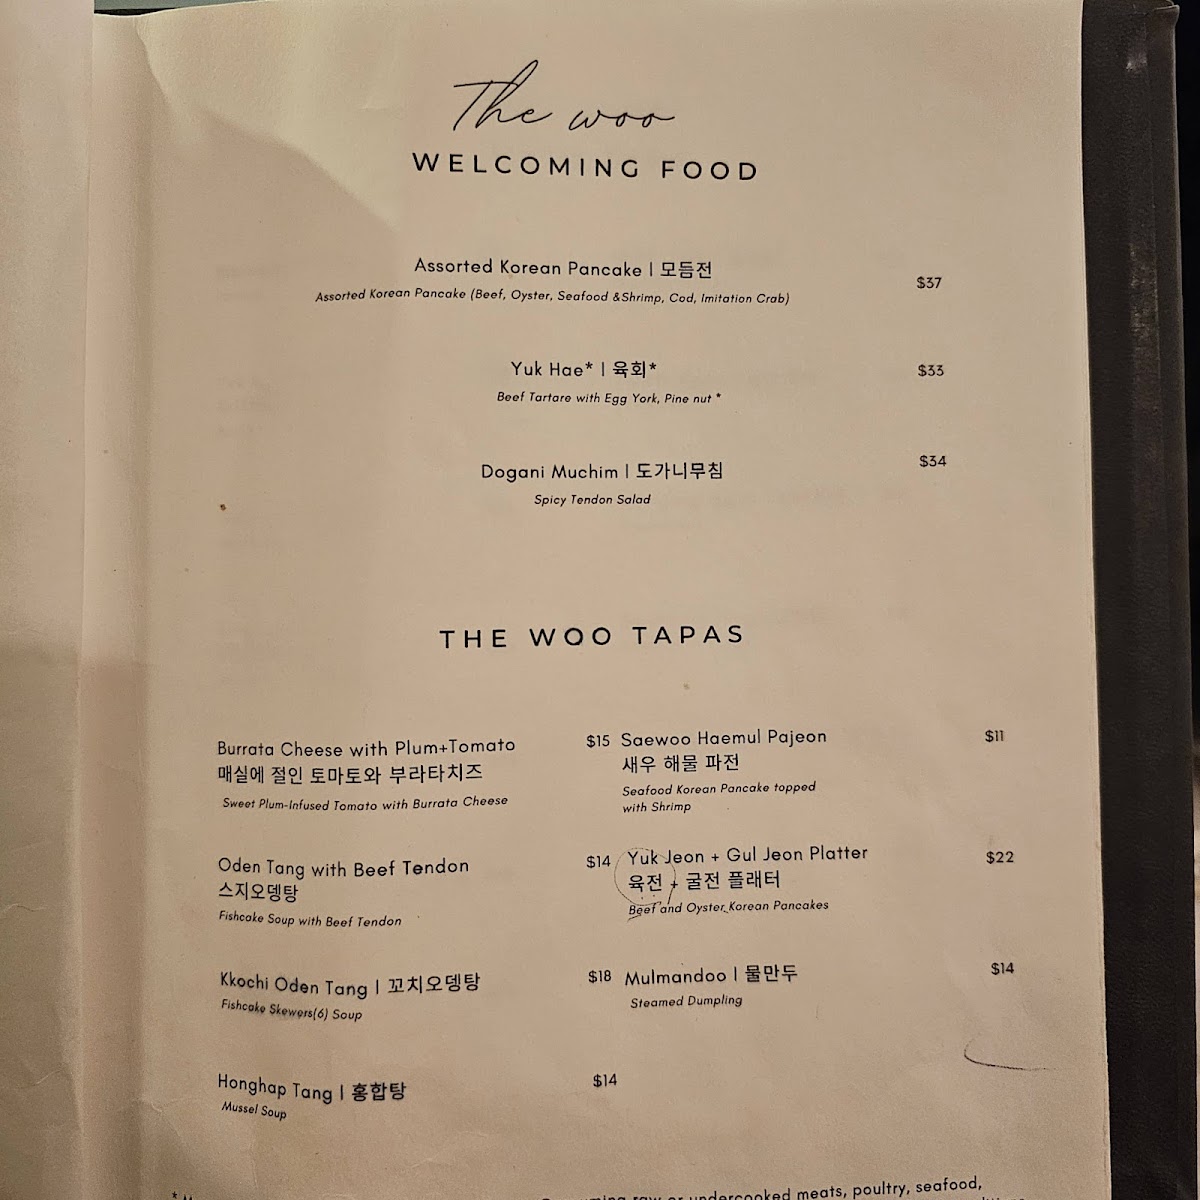 The woo
WELCOMING FOOD
Assorted Korean Pancake | 모듬전
$37
Assorted Korean Pancake (Beef, Oyster, Seafood &Shrimp, Cod, Imitation Crab)
Yuk Hae* | 육회*
$33
Beef Tartare with Egg York, Pine nut *
Dogani Muchim | 도가니무침
$34
Spicy Tendon Salad
THE WOO TAPAS
Burrata Cheese with Plum+Tomato
$15
매실에 절인 토마토와 부라타치즈
Sweet Plum-Infused Tomato with Burrata Cheese
Oden Tang with Beef Tendon
$14
스지오뎅탕
Fishcake Soup with Beef Tendon
Kkochi Oden Tang | 꼬치오뎅탕
$18
Fishcake Skewers(6) Soup
Honghap Tang | 홍합탕
$14
Mussel Soup
Saewoo Haemul Pajeon
$11
새우 해물 파전
Seafood Korean Pancake topped
with Shrimp
Yuk Jeon + Gul Jeon Platter
$22
육전 + 굴전 플래터
Beef and Oyster Korean Pancakes
Mulmandoo | 물만두
$14
Steamed Dumpling
raw or undercooked meats, poultry, seafood,